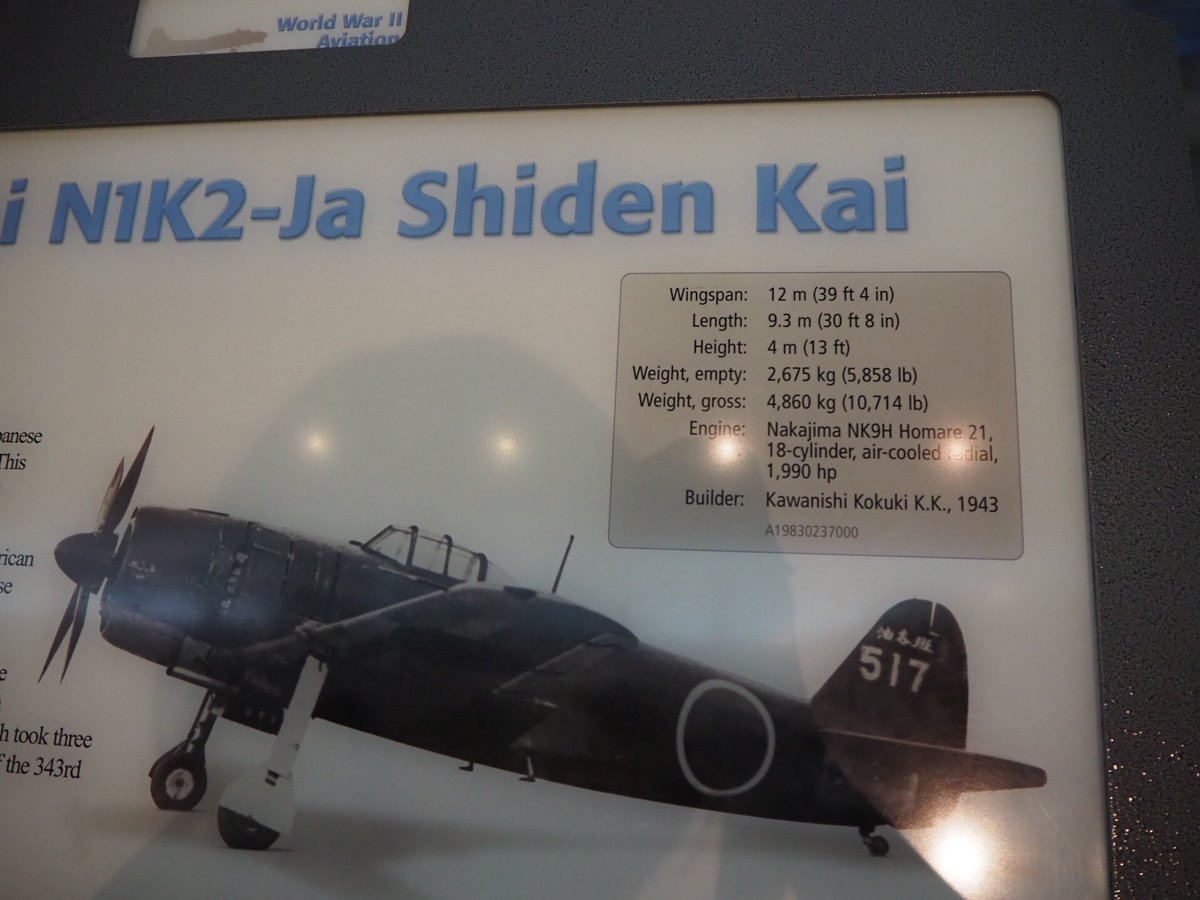 World War II
Aviation
i N1K2-Ja Shiden Kai
Wingspan: 12 m (39 ft 4 in)
Length: 9.3 m (30 ft 8 in)
Height: 4 m (13 ft)
Weight, empty: 2,675 kg (5,858 lb)
Weight, gross: 4,860 kg (10,714 lb)
Engine: Nakajima NK9H Homare 21,
18-cylinder, air-cooled radial,
1,990 hp
Builder: Kawanishi Kokuki K.K., 1943
A19830237000
panese
This
rican
se
e
h took three
f the 343rd
517